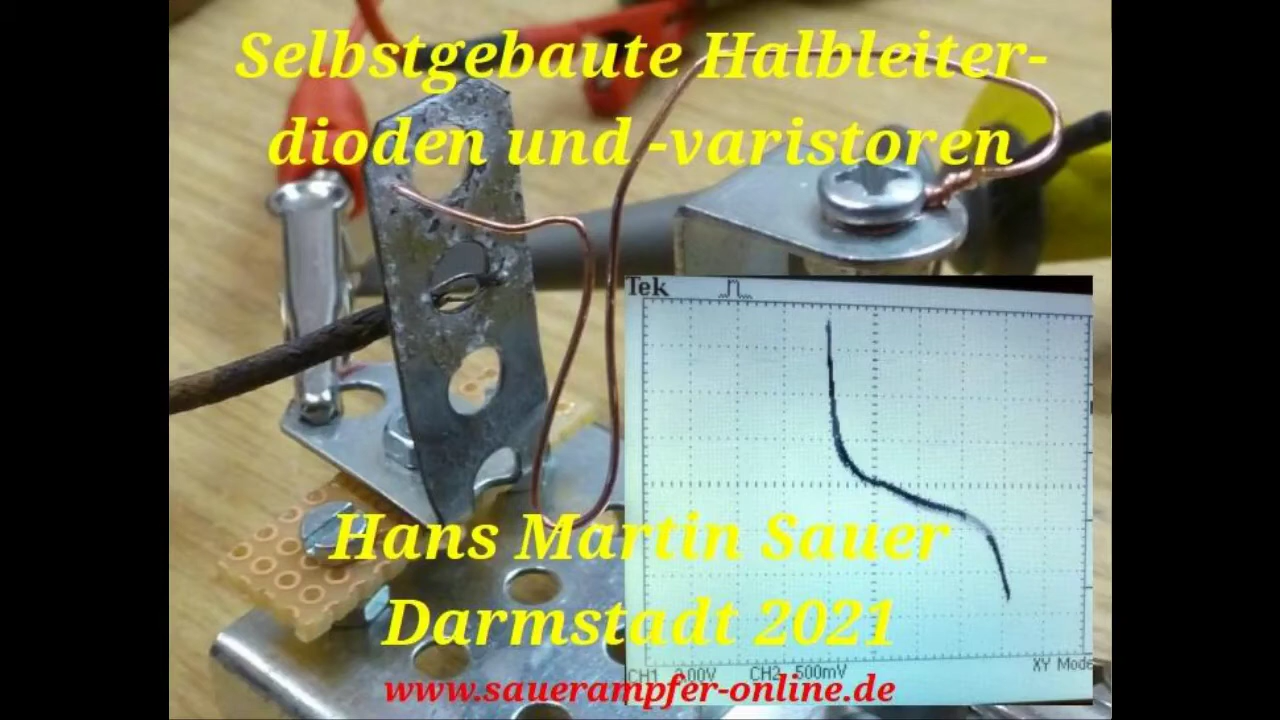 Selbstgebaute Halbleiter-
dioden und -varistoren
Tek
Hans Martin Sauer
Darmstadt 2021
CH2 500mV
XY Mode
www.sauerampfer-online.de